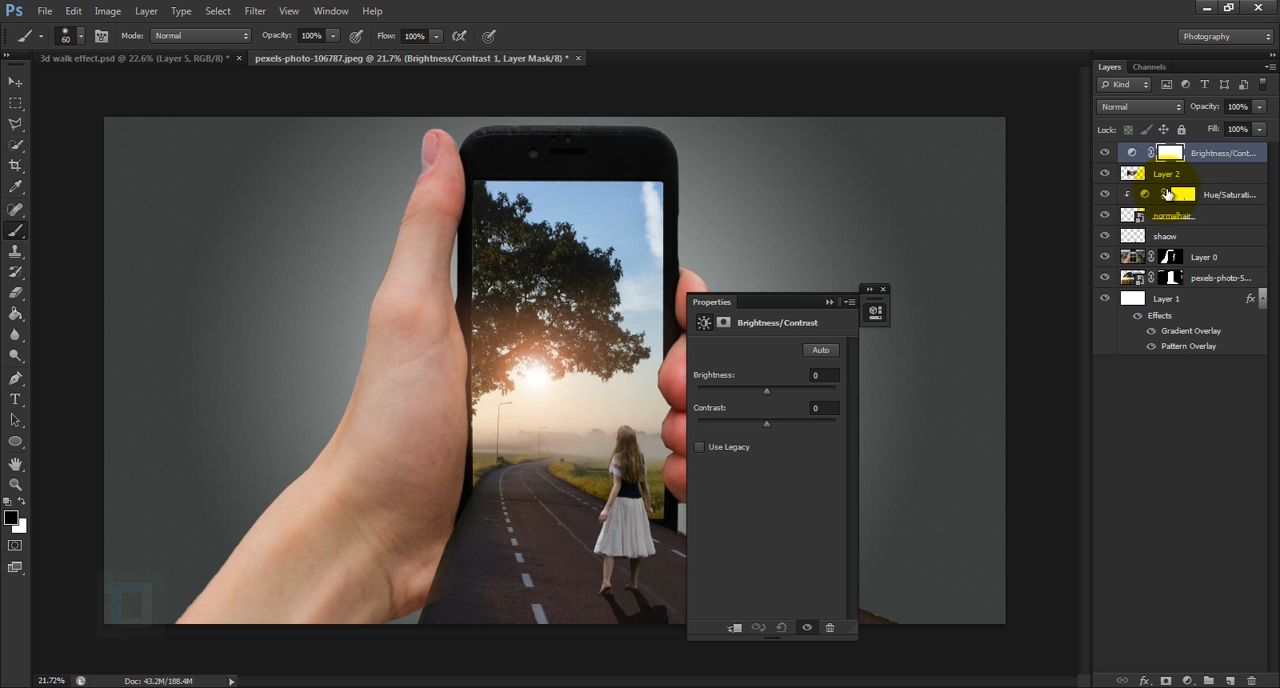 Ps File Edit Image Layer Type Select Filter View Window Help
60 Mode: Normal Opacity: 100% Flow: 100% Photography
3d walk effect.psd @ 22.6% (Layer 5, RGB/8) * × pexels-photo-106787.jpeg @ 21.7% (Brightness/Contrast 1, Layer Mask/8) * ×
Layers Channels
Kind
Normal Opacity: 100%
Lock: Fill: 100%
Brightness/Cont...
Layer 2
Hue/Saturati...
normalhair
shaow
Layer 0
pexels-photo-5...
Layer 1 fx
Effects
Gradient Overlay
Pattern Overlay
Properties
Brightness/Contrast
Auto
Brightness: 0
Contrast: 0
Use Legacy
21.72% Doc: 43.2M/188.4M